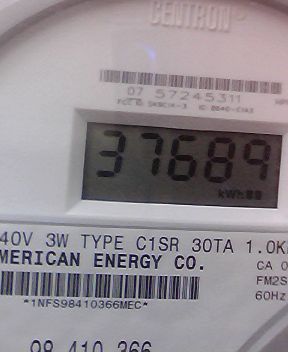 CENTRON
07 57245311
37689
kWh
40V 3W TYPE C1SR 30TA 1.0K
MERICAN ENERGY CO.
CA 0
FM2S
*1NFS98410366MEC*
60Hz
98 410 366